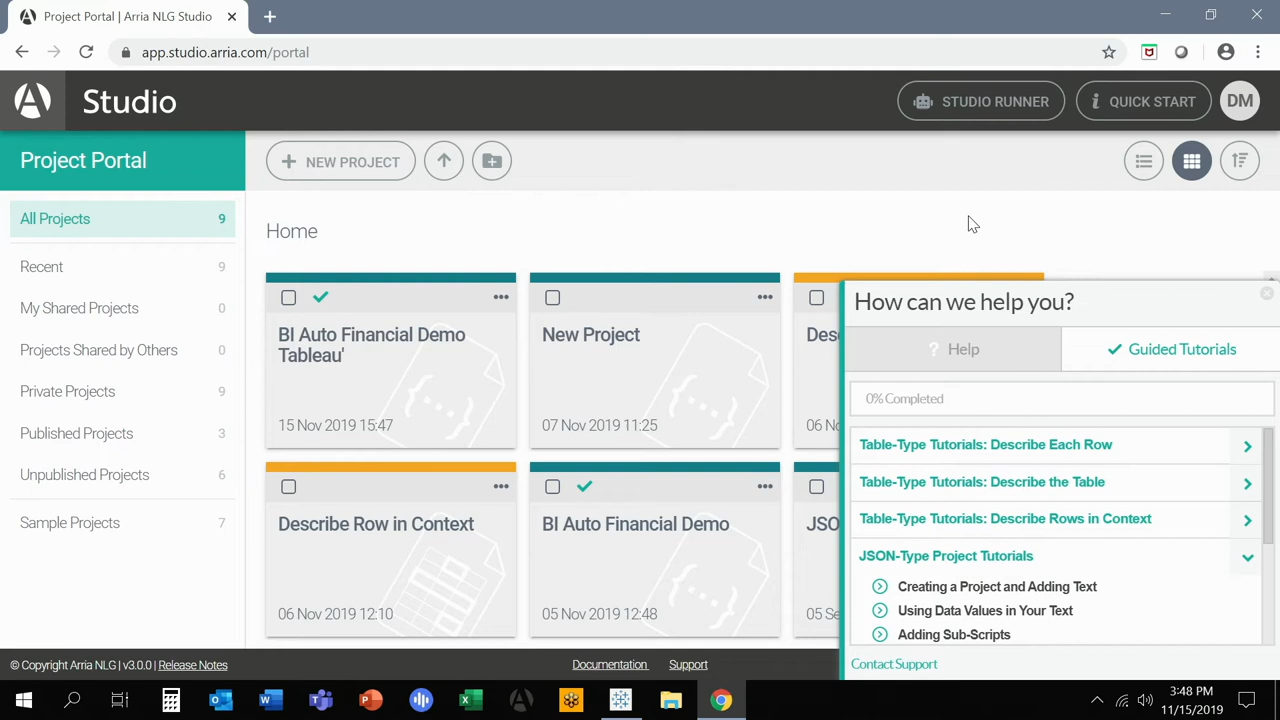 Project Portal | Arria NLG Studio
app.studio.arria.com/portal
Studio
STUDIO RUNNER
QUICK START
DM
Project Portal
NEW PROJECT
All Projects 9
Recent 9
My Shared Projects 0
Projects Shared by Others 0
Private Projects 9
Published Projects 3
Unpublished Projects 6
Sample Projects 7
Home
BI Auto Financial Demo
Tableau'
15 Nov 2019 15:47
New Project
07 Nov 2019 11:25
Des
06 No
Describe Row in Context
06 Nov 2019 12:10
BI Auto Financial Demo
05 Nov 2019 12:48
JSO
05 Se
How can we help you?
? Help
Guided Tutorials
0% Completed
Table-Type Tutorials: Describe Each Row
Table-Type Tutorials: Describe the Table
Table-Type Tutorials: Describe Rows in Context
JSON-Type Project Tutorials
Creating a Project and Adding Text
Using Data Values in Your Text
Adding Sub-Scripts
Contact Support
© Copyright Arria NLG | v3.0.0 | Release Notes
Documentation
Support
3:48 PM
11/15/2019